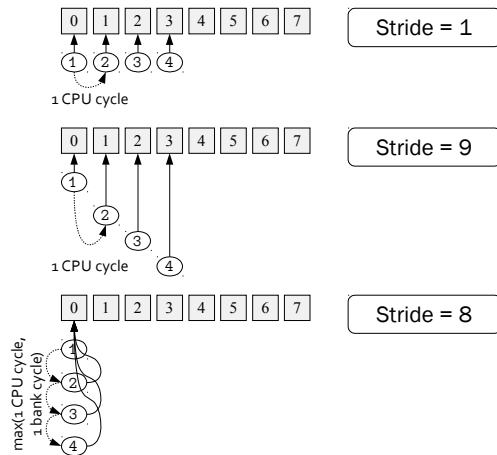 0 1 2 3 4 5 6 7
Stride = 1
1 2 3 4
1 CPU cycle
0 1 2 3 4 5 6 7
Stride = 9
1
2
3
1 CPU cycle
4
0 1 2 3 4 5 6 7
Stride = 8
max(1 CPU cycle,
1 bank cycle)
1
2
3
4